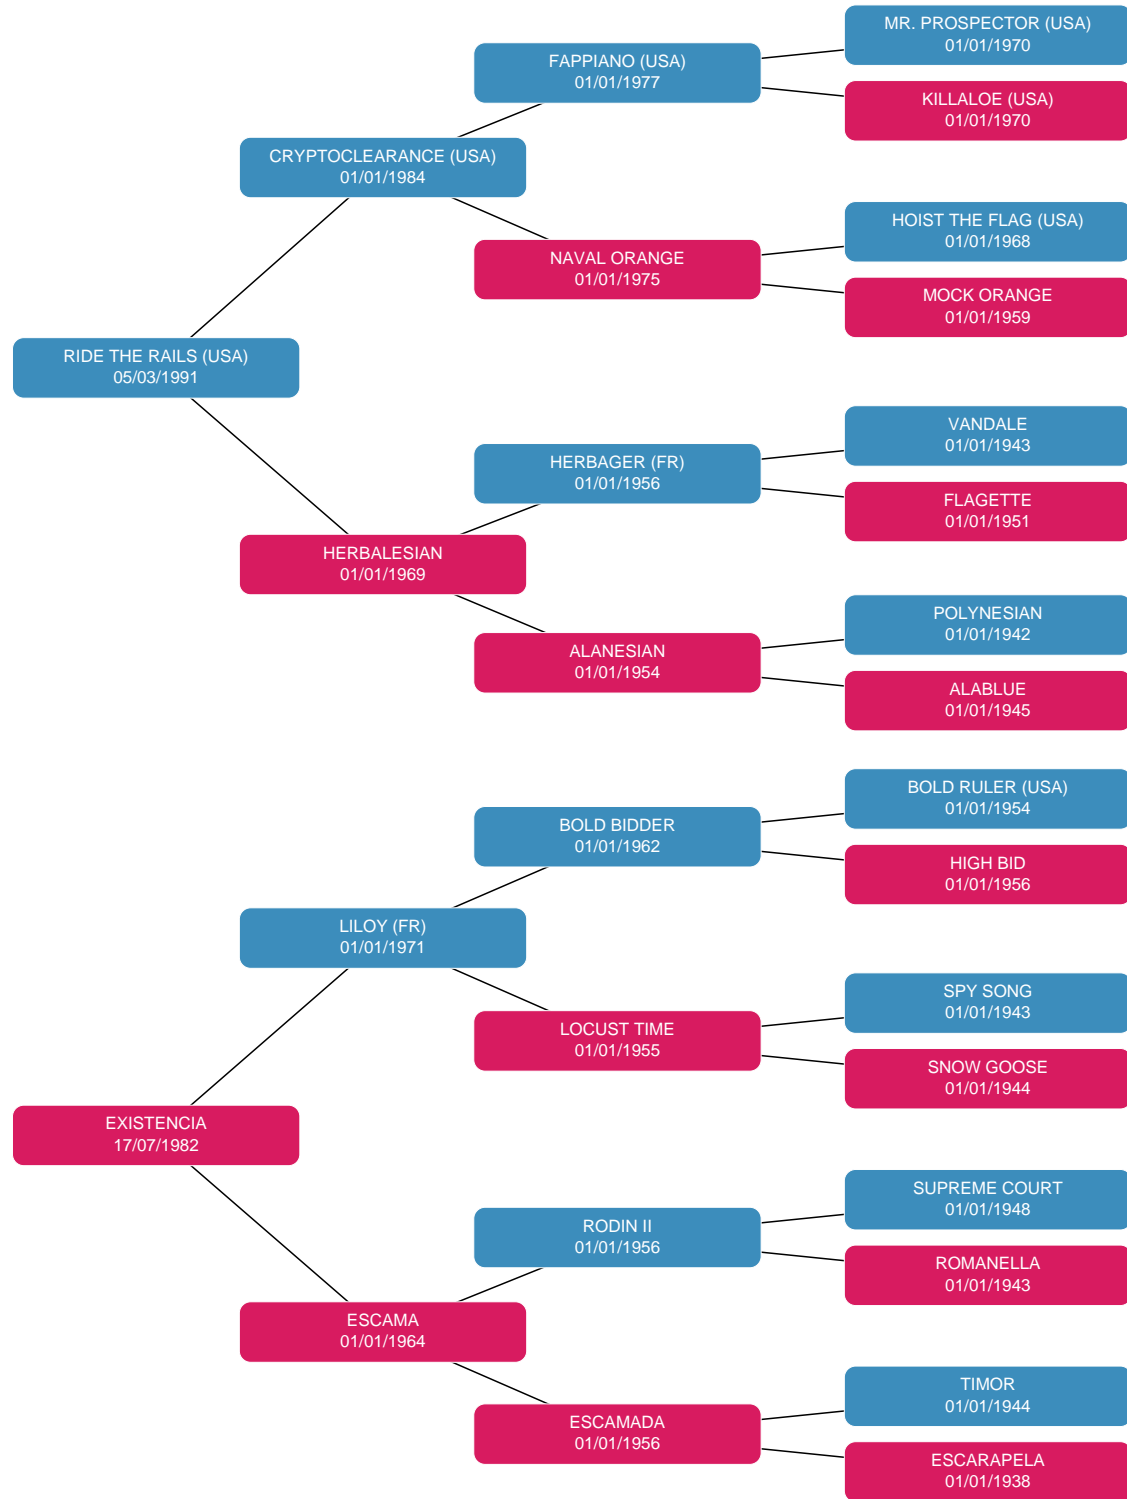 MR. PROSPECTOR (USA)
01/01/1970
FAPPIANO (USA)
01/01/1977
KILLALOE (USA)
01/01/1970
CRYPTOCLEARANCE (USA)
01/01/1984
HOIST THE FLAG (USA)
01/01/1968
NAVAL ORANGE
01/01/1975
MOCK ORANGE
01/01/1959
RIDE THE RAILS (USA)
05/03/1991
VANDALE
01/01/1943
HERBAGER (FR)
01/01/1956
FLAGETTE
01/01/1951
HERBALESIAN
01/01/1969
POLYNESIAN
01/01/1942
ALANESIAN
01/01/1954
ALABLUE
01/01/1945
BOLD RULER (USA)
01/01/1954
BOLD BIDDER
01/01/1962
HIGH BID
01/01/1956
LILOY (FR)
01/01/1971
SPY SONG
01/01/1943
LOCUST TIME
01/01/1955
SNOW GOOSE
01/01/1944
EXISTENCIA
17/07/1982
SUPREME COURT
01/01/1948
RODIN II
01/01/1956
ROMANELLA
01/01/1943
ESCAMA
01/01/1964
TIMOR
01/01/1944
ESCAMADA
01/01/1956
ESCARAPELA
01/01/1938